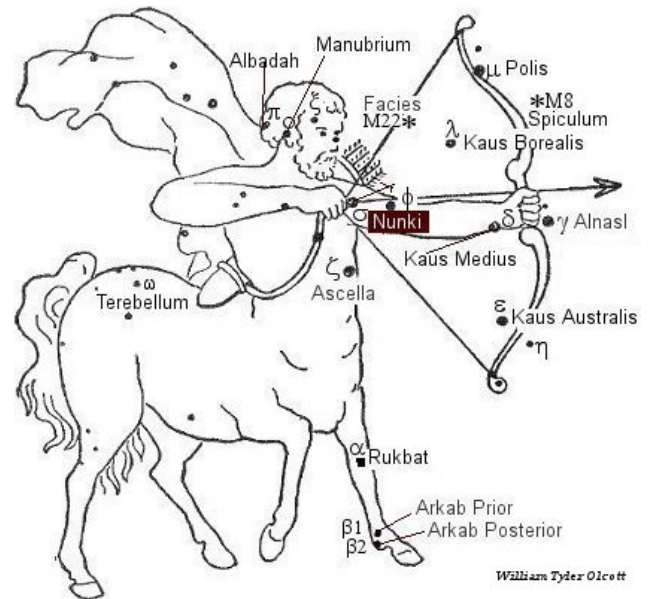 Manubrium
Albadah
π
ο
ζ
μ Polis
Facies
M22*
*M8
Spiculum
λ
Kaus Borealis
φ
σ
Nunki
δ
γ Alnasl
Kaus Medius
ζ
Ascella
ω
Terebellum
ε
Kaus Australis
η
α
Rukbat
Arkab Prior
β1
Arkab Posterior
β2
William Tyler Olcott